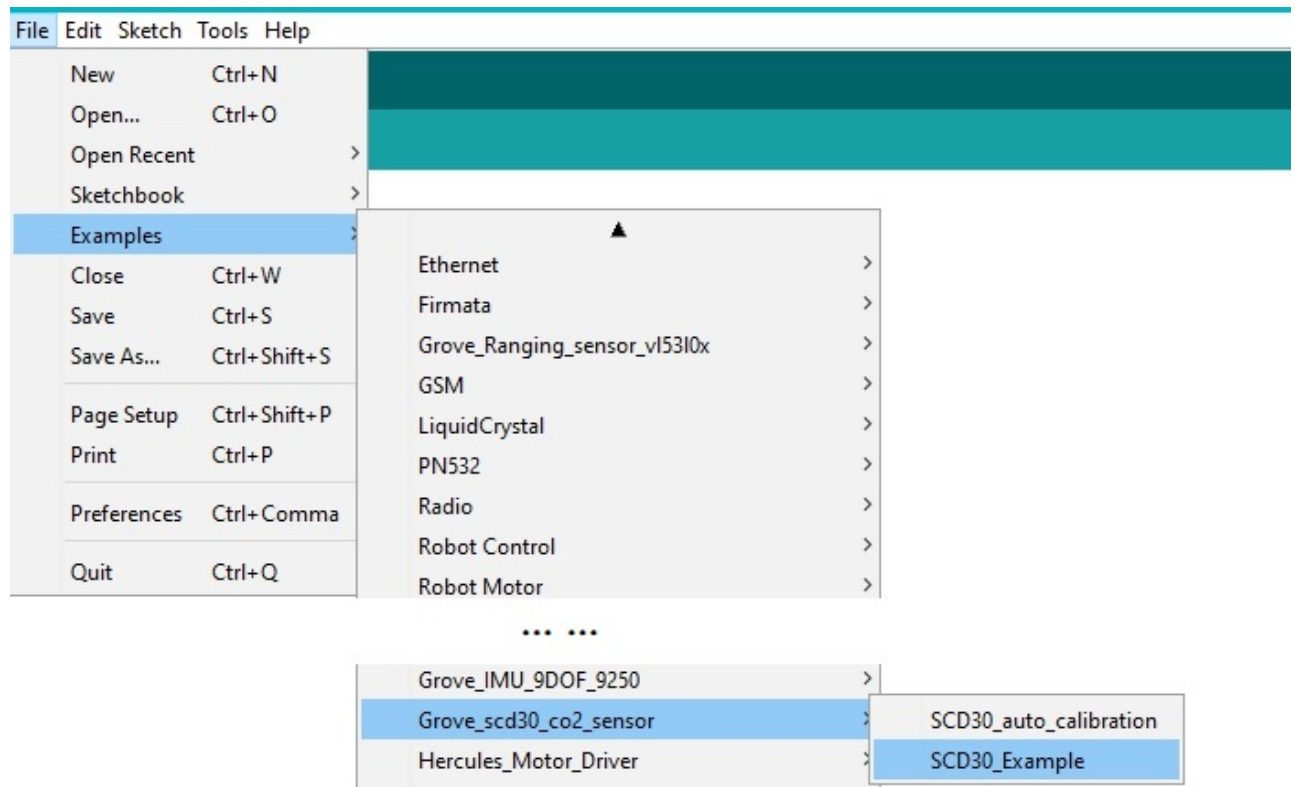 File Edit Sketch Tools Help
New Ctrl+N
Open... Ctrl+O
Open Recent
Sketchbook
Examples
Close Ctrl+W
Save Ctrl+S
Save As... Ctrl+Shift+S
Page Setup Ctrl+Shift+P
Print Ctrl+P
Preferences Ctrl+Comma
Quit Ctrl+Q
Ethernet
Firmata
Grove_Ranging_sensor_vl53l0x
GSM
LiquidCrystal
PN532
Radio
Robot Control
Robot Motor
... ...
Grove_IMU_9DOF_9250
Grove_scd30_co2_sensor
Hercules_Motor_Driver
SCD30_auto_calibration
SCD30_Example